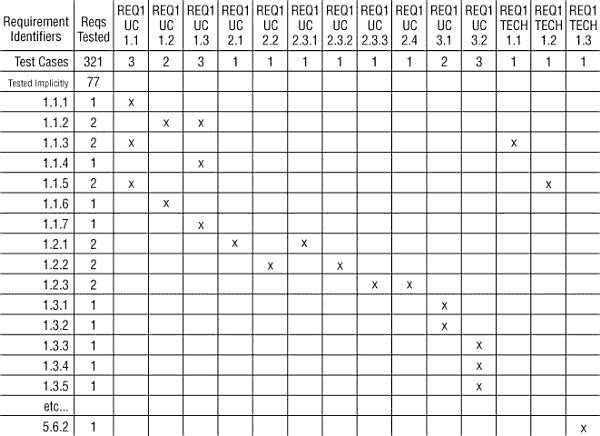 Requirement Identifiers Reqs Tested REQ1 UC 1.1 REQ1 UC 1.2 REQ1 UC 1.3 REQ1 UC 2.1 REQ1 UC 2.2 REQ1 UC 2.3.1 REQ1 UC 2.3.2 REQ1 UC 2.3.3 REQ1 UC 2.4 REQ1 UC 3.1 REQ1 UC 3.2 REQ1 TECH 1.1 REQ1 TECH 1.2 REQ1 TECH 1.3
Test Cases 321 3 2 3 1 1 1 1 1 1 2 3 1 1 1
Tested Implicitly 77
1.1.1 1 x
1.1.2 2 x x
1.1.3 2 x x
1.1.4 1 x
1.1.5 2 x x
1.1.6 1 x
1.1.7 1 x
1.2.1 2 x x
1.2.2 2 x x
1.2.3 2 x x
1.3.1 1 x
1.3.2 1 x
1.3.3 1 x
1.3.4 1 x
1.3.5 1 x
etc...
5.6.2 1 x